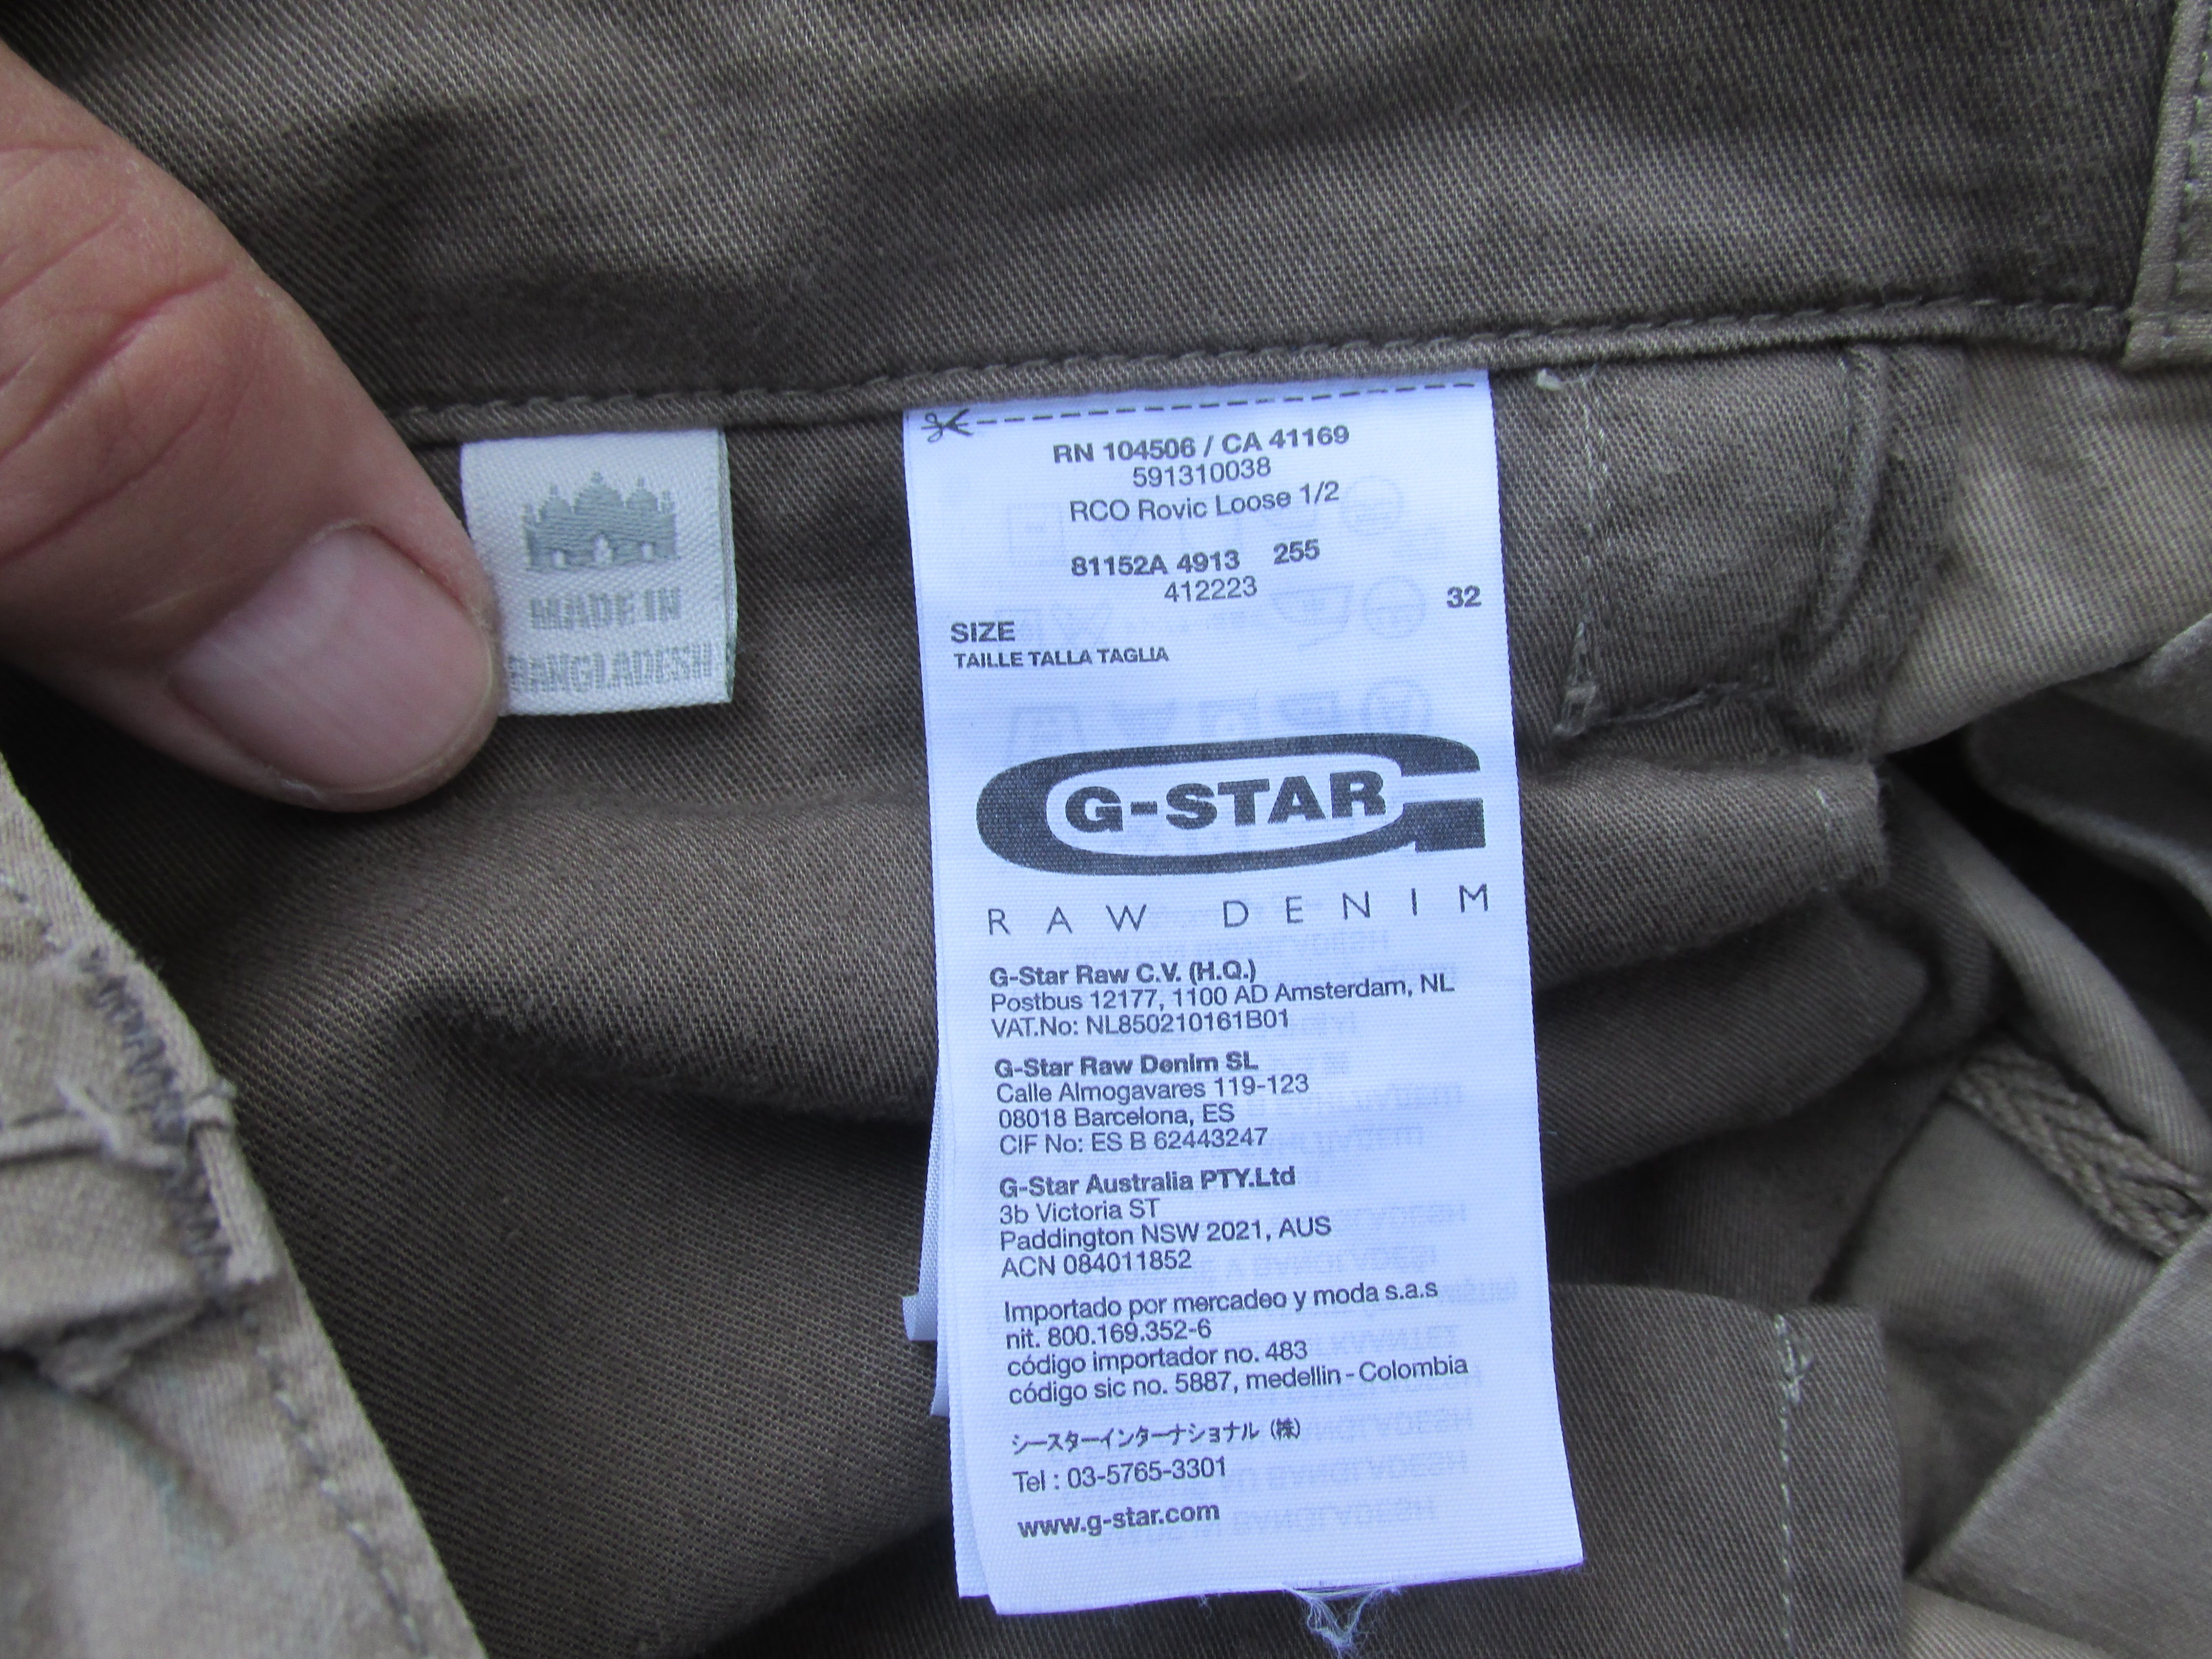 MADE IN
BANGLADESH
RN 104506 / CA 41169
591310038
RCO Rovic Loose 1/2
81152A 4913 255
412223
32
SIZE
TAILLE TALLA TAGLIA
G-STAR
RAW DENIM
G-Star Raw C.V. (H.Q.)
Postbus 12177, 1100 AD Amsterdam, NL
VAT.No: NL850210161B01
G-Star Raw Denim SL
Calle Almogavares 119-123
08018 Barcelona, ES
CIF No: ES B 62443247
G-Star Australia PTY.Ltd
3b Victoria ST
Paddington NSW 2021, AUS
ACN 084011852
Importado por mercadeo y moda s.a.s
nit. 800.169.352-6
código importador no. 483
código sic no. 5887, medellin - Colombia
ジースターインターナショナル (株)
Tel : 03-5765-3301
www.g-star.com